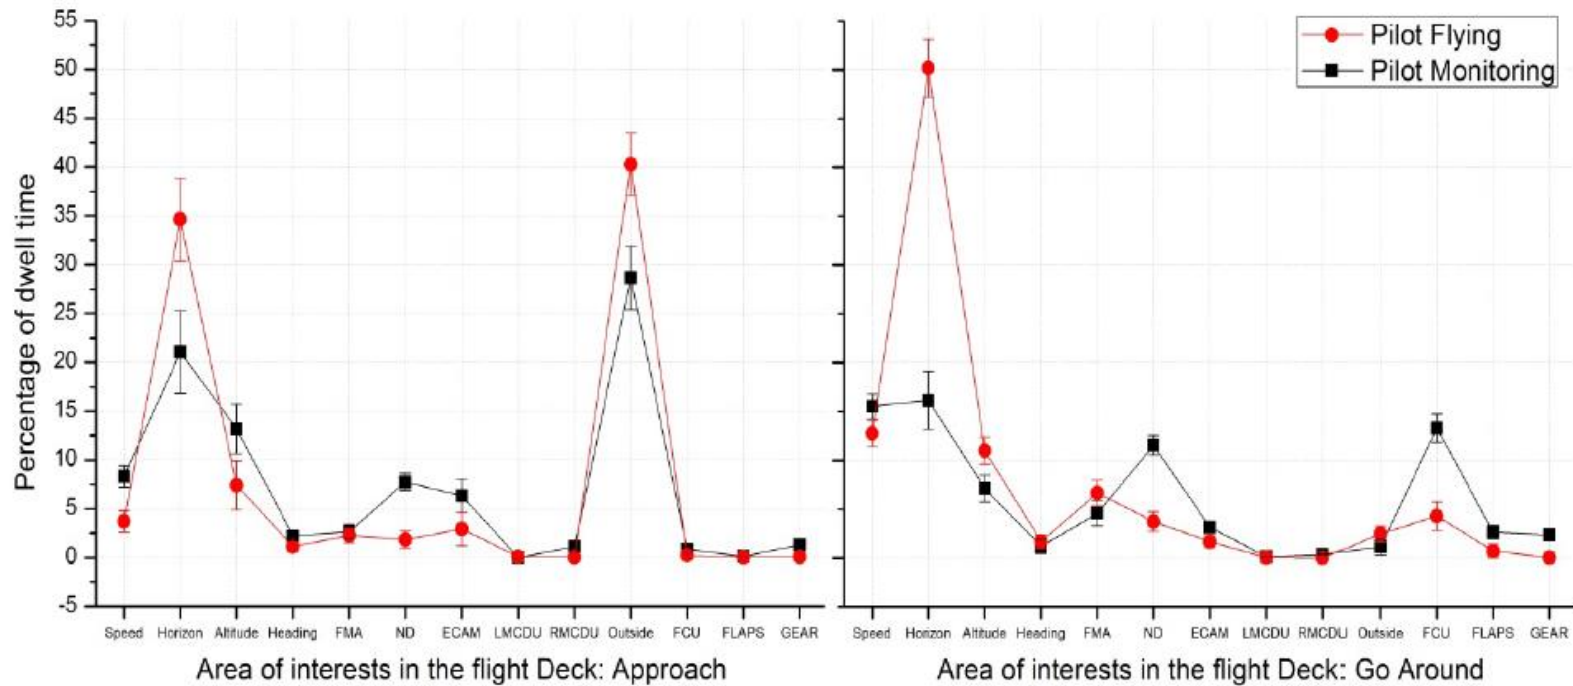 Percentage of dwell time
55
50
45
40
35
30
25
20
15
10
5
0
-5
Speed Horizon Altitude Heading FMA ND ECAM LMCDU RMCDU Outside FCU FLAPS GEAR
Area of interests in the flight Deck: Approach
Pilot Flying
Pilot Monitoring
Speed Horizon Altitude Heading FMA ND ECAM LMCDU RMCDU Outside FCU FLAPS GEAR
Area of interests in the flight Deck: Go Around